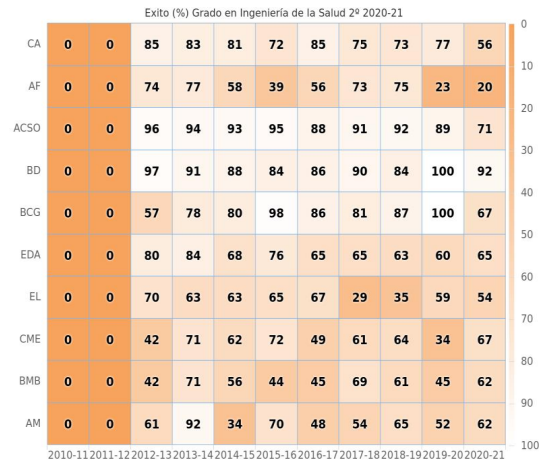 Exito (%) Grado en Ingeniería de la Salud 2º 2020-21
CA 0 0 85 83 81 72 85 75 73 77 56
AF 0 0 74 77 58 39 56 73 75 23 20
ACSO 0 0 96 94 93 95 88 91 92 89 71
BD 0 0 97 91 88 84 86 90 84 100 92
BCG 0 0 57 78 80 98 86 81 87 100 67
EDA 0 0 80 84 68 76 65 65 63 60 65
EL 0 0 70 63 63 65 67 29 35 59 54
CME 0 0 42 71 62 72 49 61 64 34 67
BMB 0 0 42 71 56 44 45 69 61 45 62
AM 0 0 61 92 34 70 48 54 65 52 62
2010-11 2011-12 2012-13 2013-14 2014-15 2015-16 2016-17 2017-18 2018-19 2019-20 2020-21
0
10
20
30
40
50
60
70
80
90
100